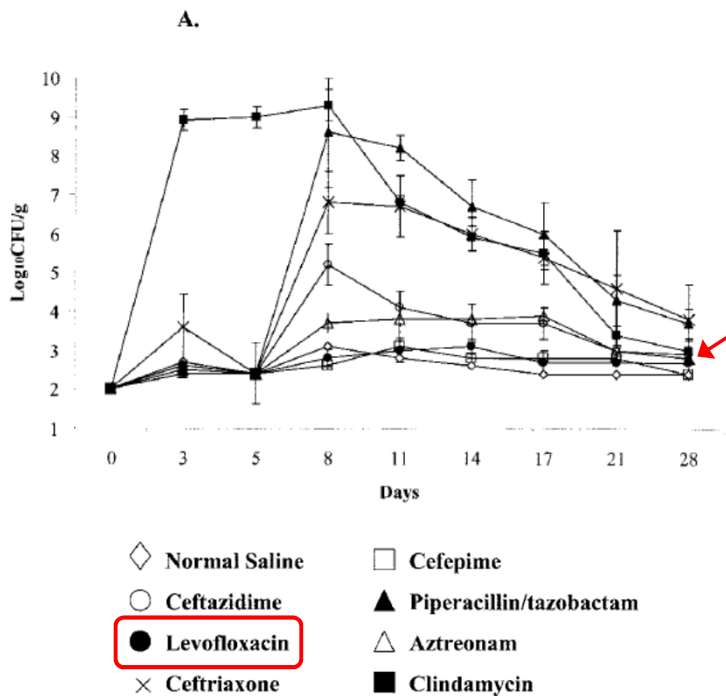 A.
10
9
8
7
6
5
4
3
2
1
Log10CFU/g
0 3 5 8 11 14 17 21 28
Days
Normal Saline
Cefepime
Ceftazidime
Piperacillin/tazobactam
Levofloxacin
Aztreonam
Ceftriaxone
Clindamycin